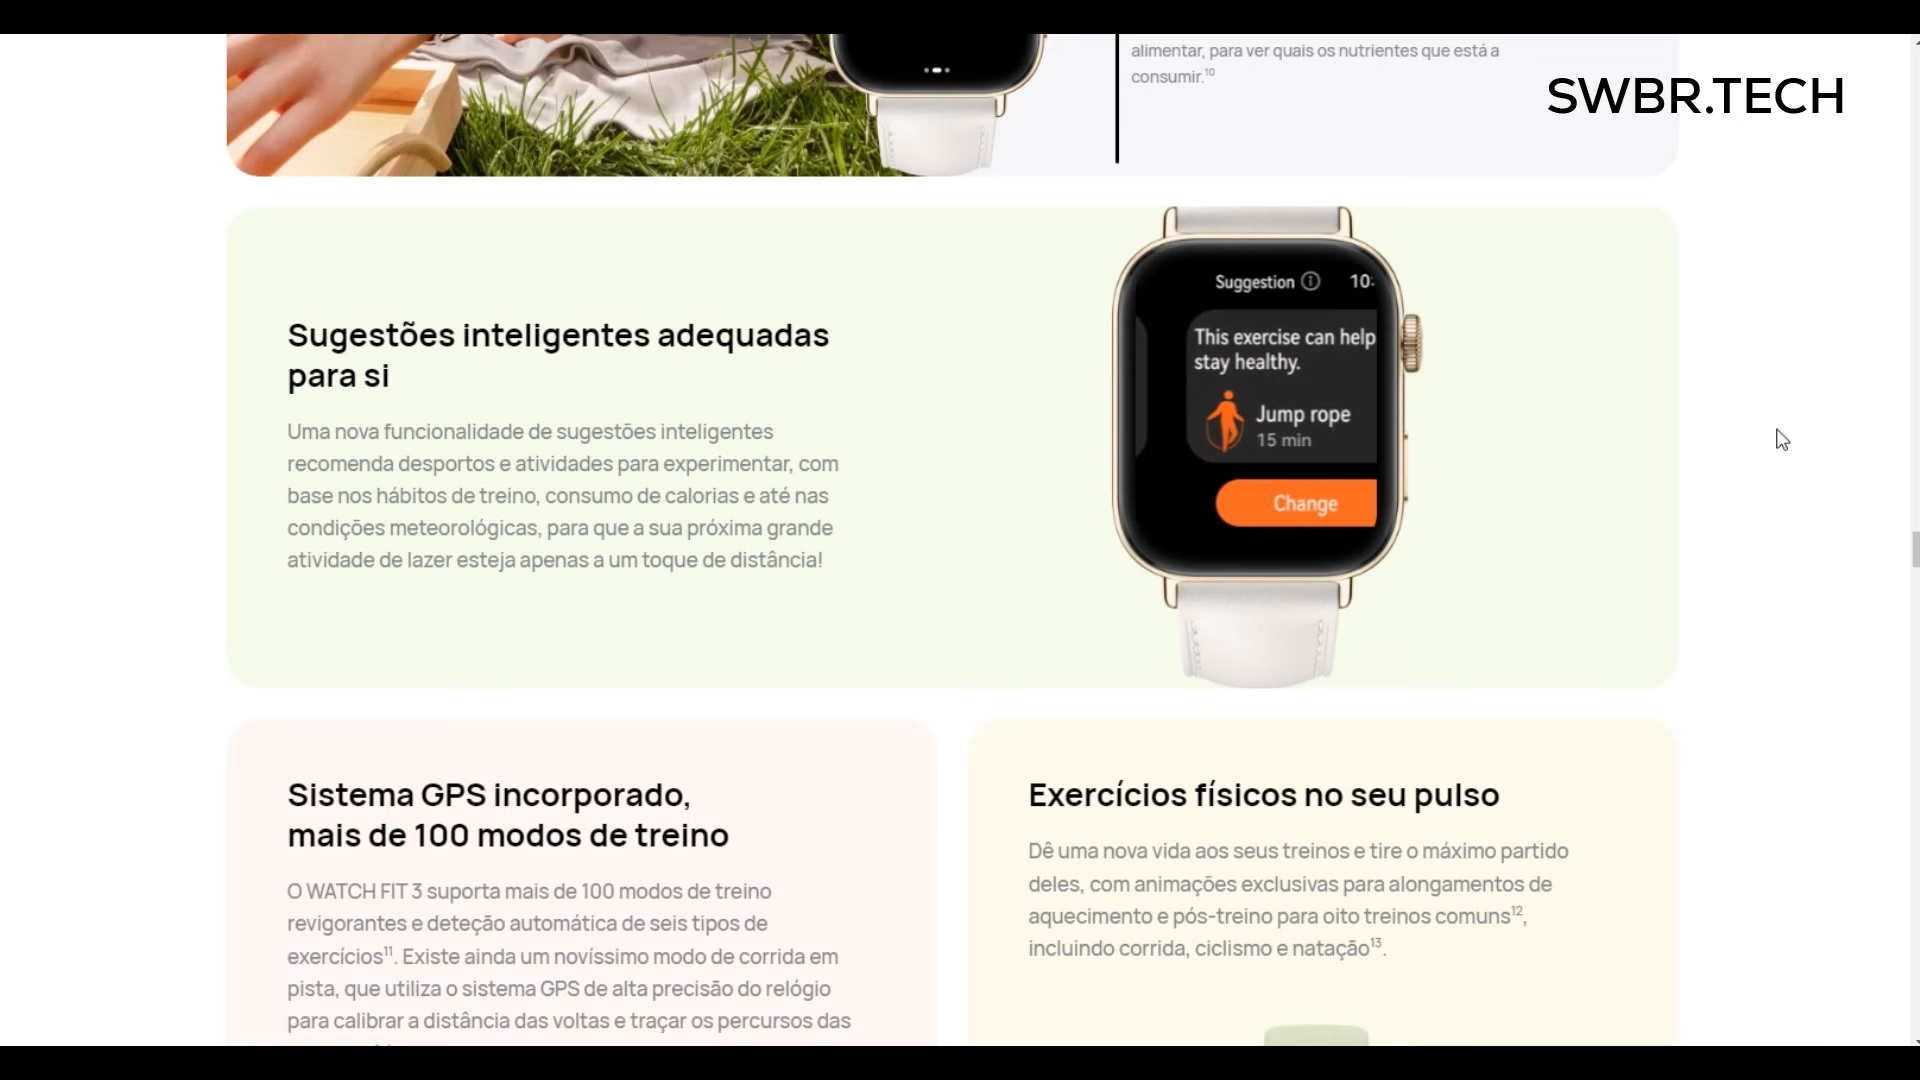 alimentar, para ver quais os nutrientes que está a
consumir.10
SWBR.TECH
Sugestões inteligentes adequadas
para si
Uma nova funcionalidade de sugestões inteligentes
recomenda desportos e atividades para experimentar, com
base nos hábitos de treino, consumo de calorias e até nas
condições meteorológicas, para que a sua próxima grande
atividade de lazer esteja apenas a um toque de distância!
Suggestion 10:
This exercise can help
stay healthy.
Jump rope
15 min
Change
Sistema GPS incorporado,
mais de 100 modos de treino
O WATCH FIT 3 suporta mais de 100 modos de treino
revigorantes e deteção automática de seis tipos de
exercícios11. Existe ainda um novíssimo modo de corrida em
pista, que utiliza o sistema GPS de alta precisão do relógio
para calibrar a distância das voltas e traçar os percursos das
Exercícios físicos no seu pulso
Dê uma nova vida aos seus treinos e tire o máximo partido
deles, com animações exclusivas para alongamentos de
aquecimento e pós-treino para oito treinos comuns12,
incluindo corrida, ciclismo e natação13.